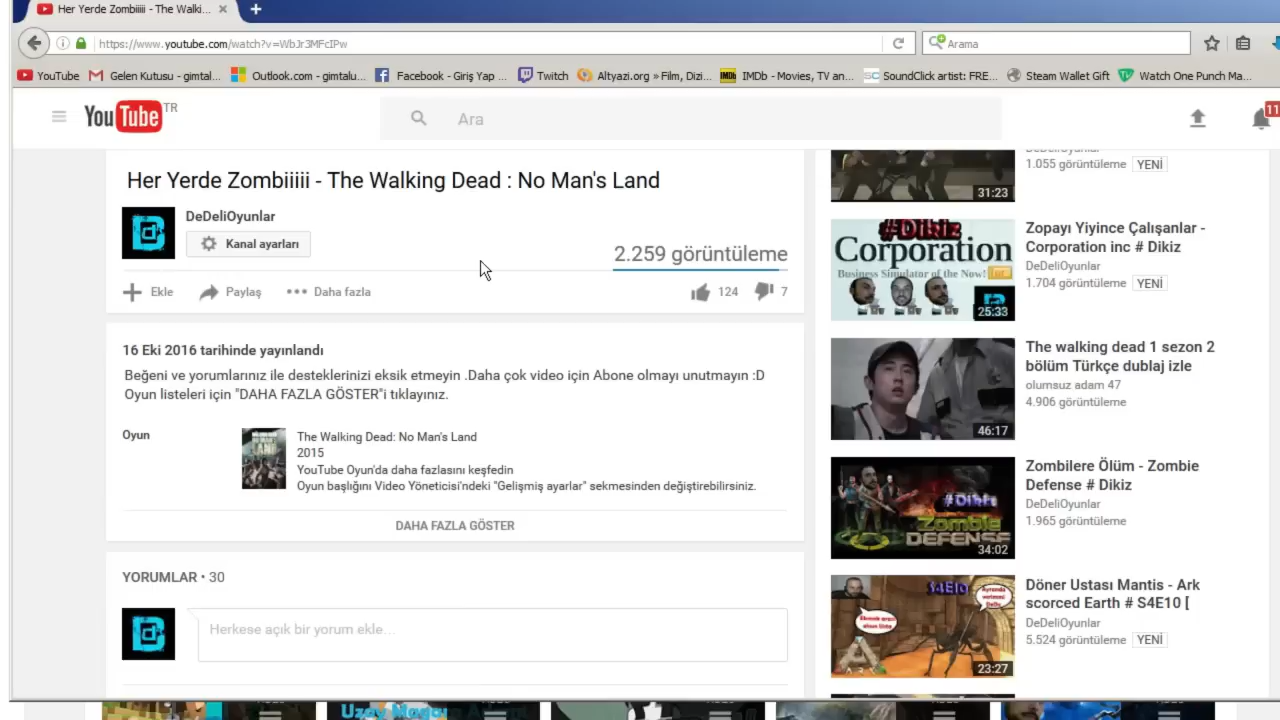 Her Yerde Zombiiiii - The Walki...
https://www.youtube.com/watch?v=WbJr3MFcIPw
Arama
YouTube
Gelen Kutusu - gimtal...
Outlook.com - gimtalu...
Facebook - Giriş Yap ...
Twitch
Altyazi.org » Film, Dizi...
IMDb - Movies, TV an...
SoundClick artist: FRE...
Steam Wallet Gift
Watch One Punch Ma...
YouTube TR
Ara
11
Her Yerde Zombiiiii - The Walking Dead : No Man's Land
DeDeliOyunlar
Kanal ayarları
2.259 görüntüleme
Ekle
Paylaş
Daha fazla
124
7
16 Eki 2016 tarihinde yayınlandı
Beğeni ve yorumlarınız ile desteklerinizi eksik etmeyin .Daha çok video için Abone olmayı unutmayın :D
Oyun listeleri için "DAHA FAZLA GÖSTER"i tıklayınız.
Oyun
The Walking Dead: No Man's Land
2015
YouTube Oyun'da daha fazlasını keşfedin
Oyun başlığını Video Yöneticisi'ndeki "Gelişmiş ayarlar" sekmesinden değiştirebilirsiniz.
DAHA FAZLA GÖSTER
YORUMLAR • 30
Herkese açık bir yorum ekle...
DeDeliOyunlar
1.055 görüntüleme YENİ
31:23
#Dikiz
Corporation
Business Simulator of the Now!
25:33
Zopayı Yiyince Çalışanlar -
Corporation inc # Dikiz
DeDeliOyunlar
1.704 görüntüleme YENİ
46:17
The walking dead 1 sezon 2
bölüm Türkçe dublaj izle
olumsuz adam 47
4.906 görüntüleme
#Dikiz
Zombie
DEFENSE
34:02
Zombilere Ölüm - Zombie
Defense # Dikiz
DeDeliOyunlar
1.965 görüntüleme
S4E10
ARK
23:27
Döner Ustası Mantis - Ark
scorched Earth # S4E10 [
DeDeliOyunlar
5.524 görüntüleme YENİ